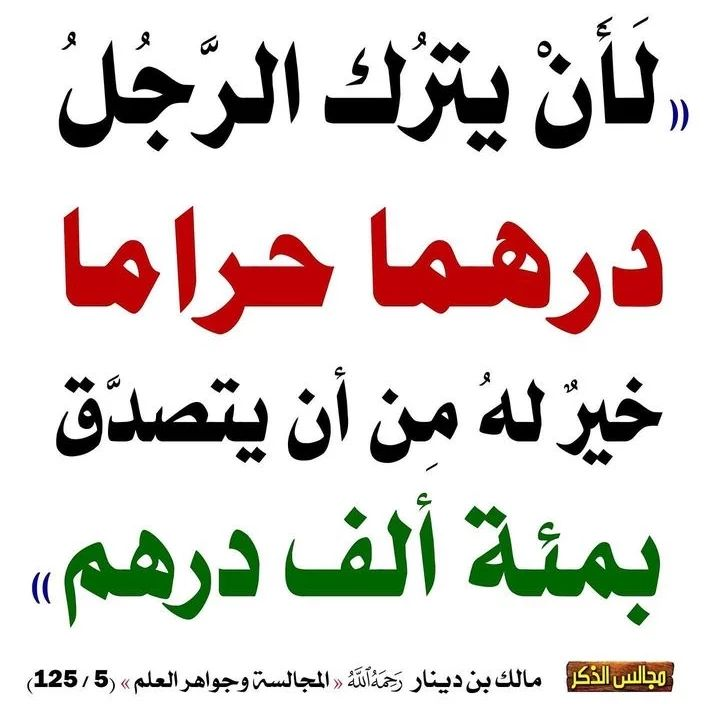 (( لَأَنْ يترُك الرَّجُلُ
درهما حراما
خيرٌ لهُ مِن أن يتصدَّق
بمئة ألف درهم ))
مجالس الذكر مالك بن دينار رَحِمَهُ اللَّهُ « المجالسة وجواهر العلم » (5 / 125)